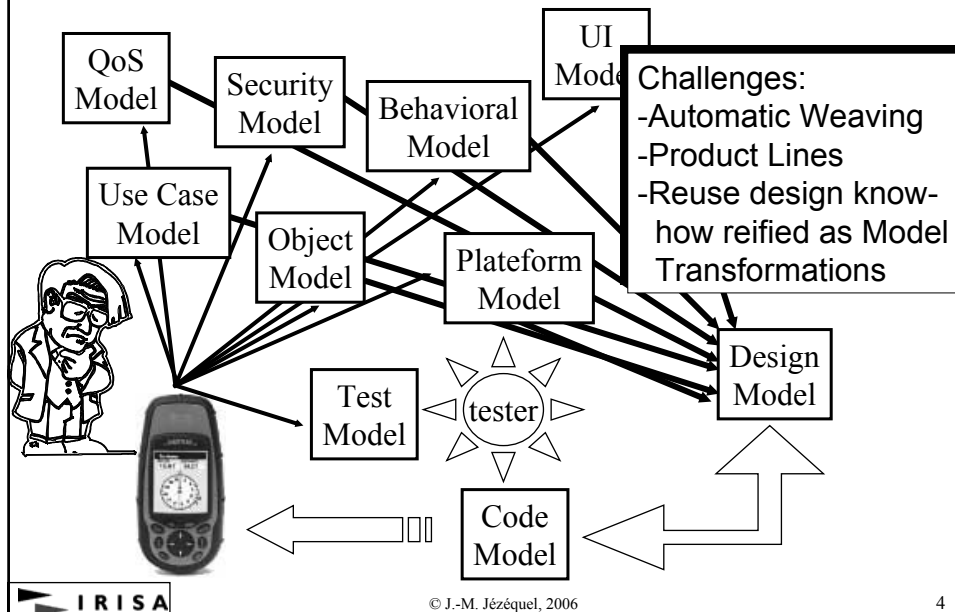 UI
Model
QoS
Model
Security
Model
Behavioral
Model
Challenges:
-Automatic Weaving
-Product Lines
-Reuse design know-
how reified as Model
Transformations
Use Case
Model
Object
Model
Plateform
Model
Design
Model
Test
Model
tester
Code
Model
IRISA
© J.-M. Jézéquel, 2006
4